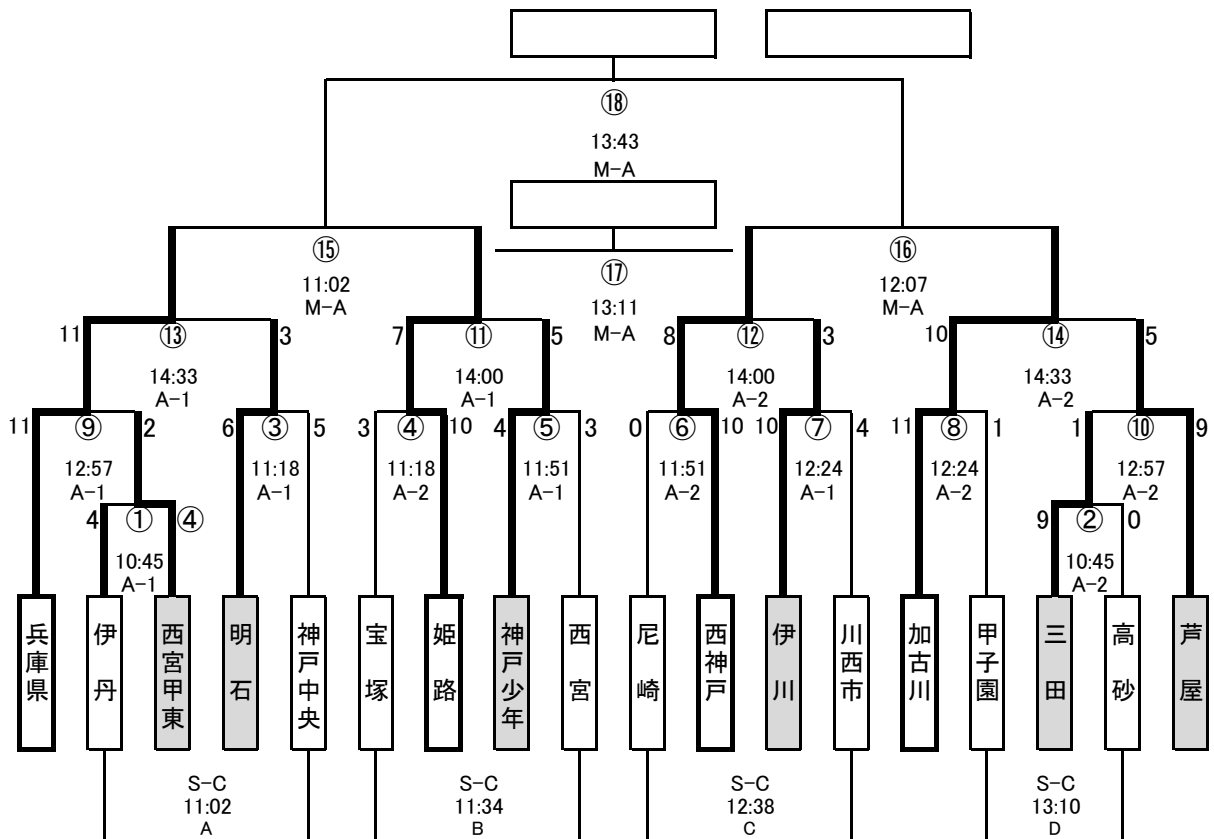 ⑱
13:43
M-A
⑮
11:02
M-A
⑰
13:11
M-A
⑯
12:07
M-A
11 ⑬ 3
14:33
A-1
7 ⑪ 5
14:00
A-1
8 ⑫ 3
14:00
A-2
10 ⑭ 5
14:33
A-2
11 ⑨ 2
12:57
A-1
6 ③ 5
11:18
A-1
3 ④ 10
11:18
A-2
4 ⑤ 3
11:51
A-1
0 ⑥ 10
11:51
A-2
10 ⑦ 4
12:24
A-1
11 ⑧ 1
12:24
A-2
1 ⑩ 9
12:57
A-2
4 ① ④
10:45
A-1
9 ② 0
10:45
A-2
兵庫県
伊丹
西宮甲東
明石
神戸中央
宝塚
姫路
神戸少年
西宮
尼崎
西神戸
伊川
川西市
加古川
甲子園
三田
高砂
芦屋
S-C
11:02
A
S-C
11:34
B
S-C
12:38
C
S-C
13:10
D